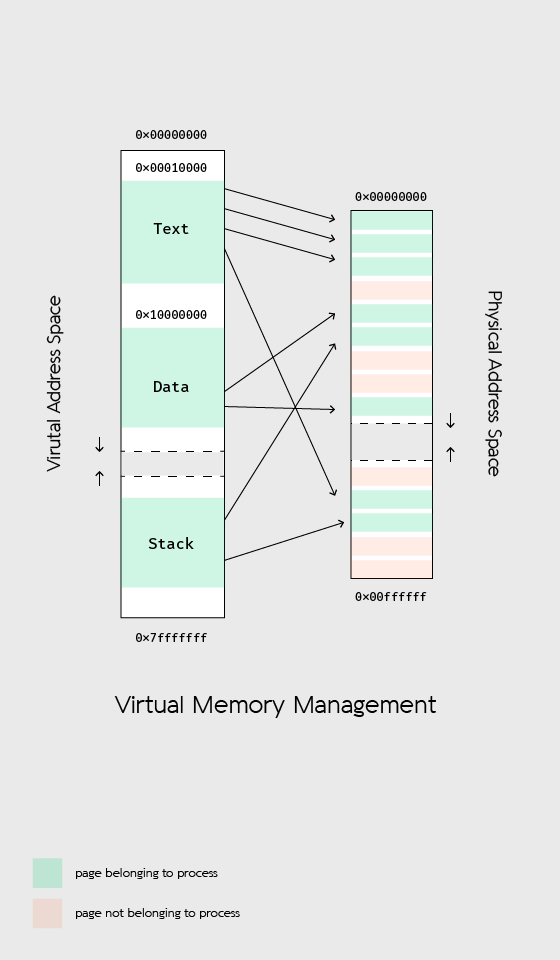 0×00000000
0×00010000
Text
0×10000000
Data
Stack
0×7fffffff
Virutal Address Space
0×00000000
0×00ffffff
Physical Address Space
Virtual Memory Management
page belonging to process
page not belonging to process